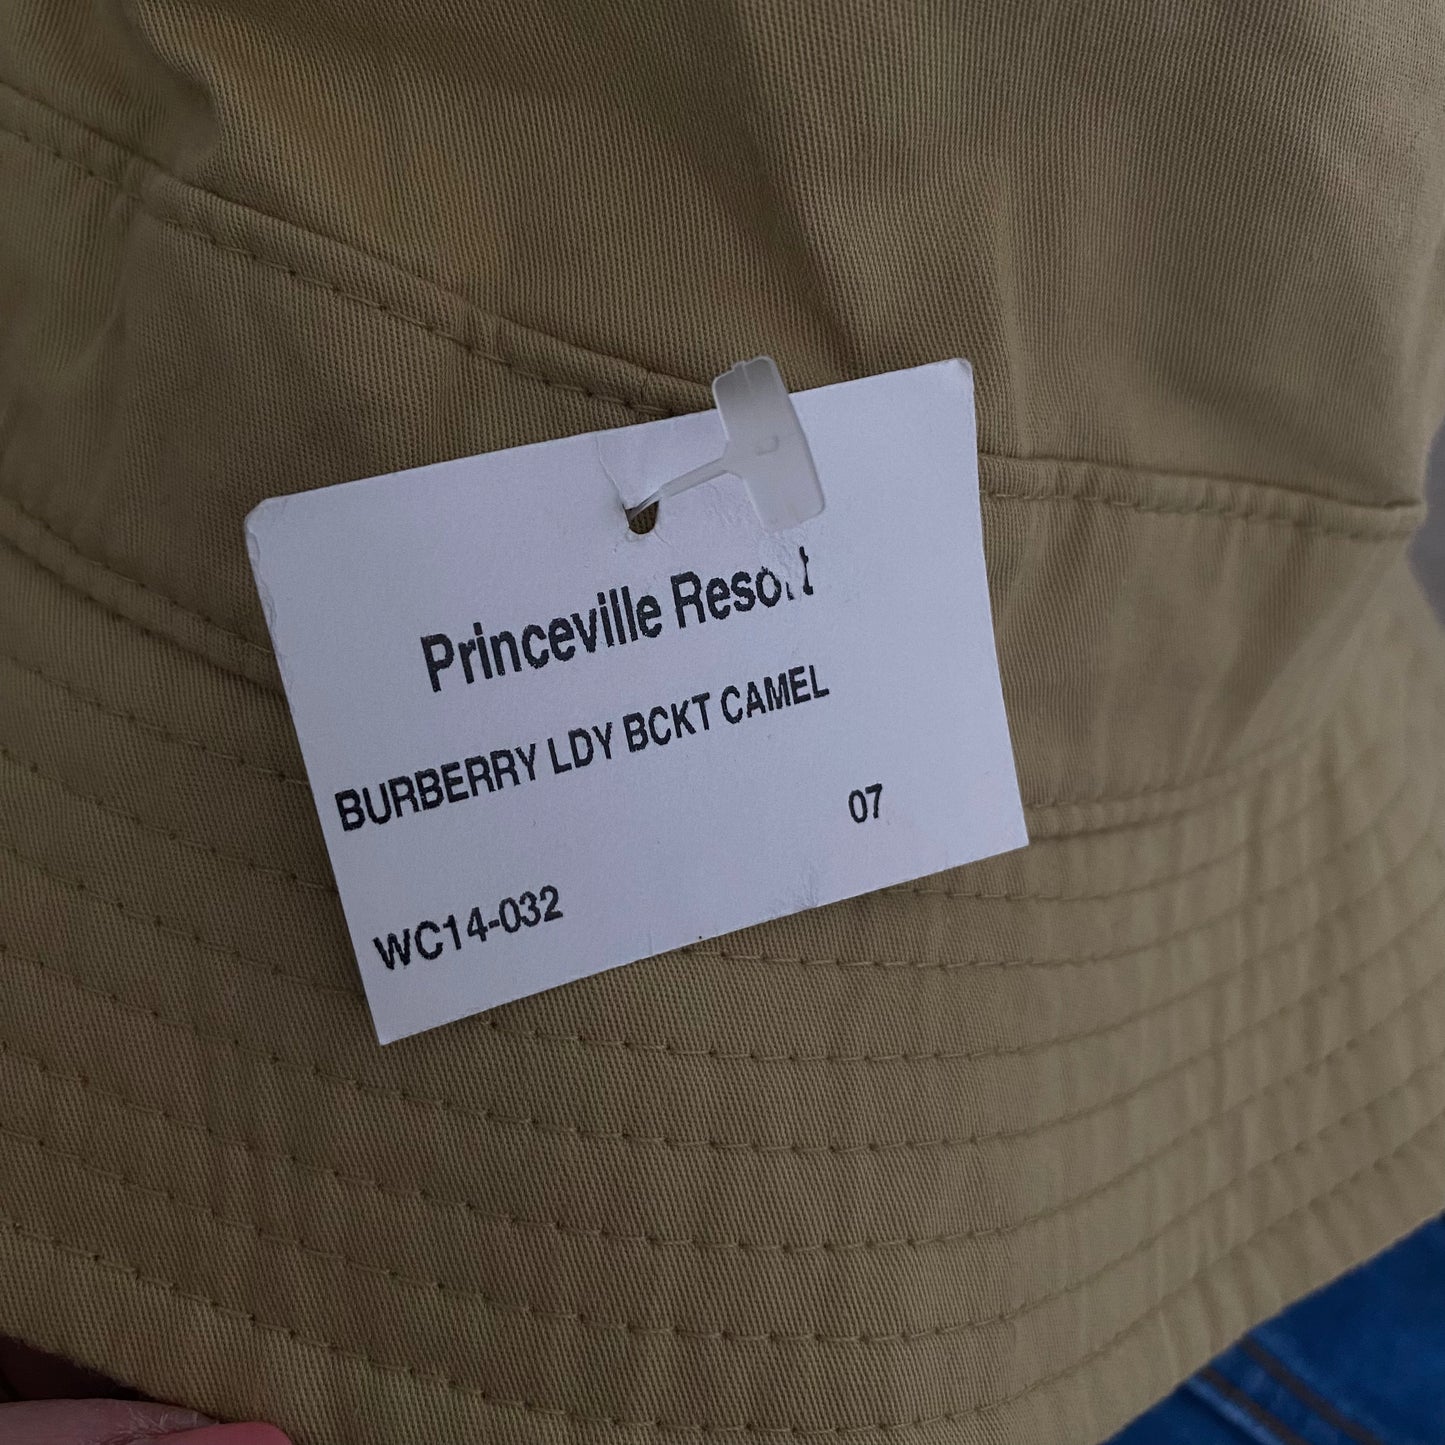 Princeville Resort
BURBERRY LDY BCKT CAMEL
07
WC14-032